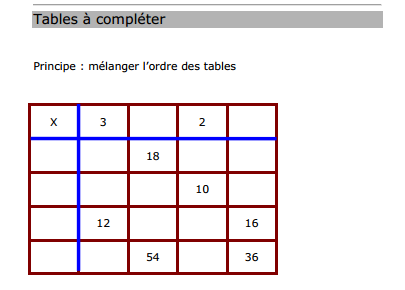 Tables à compléter
Principe : mélanger l’ordre des tables
X 3 2
18
10
12 16
54 36